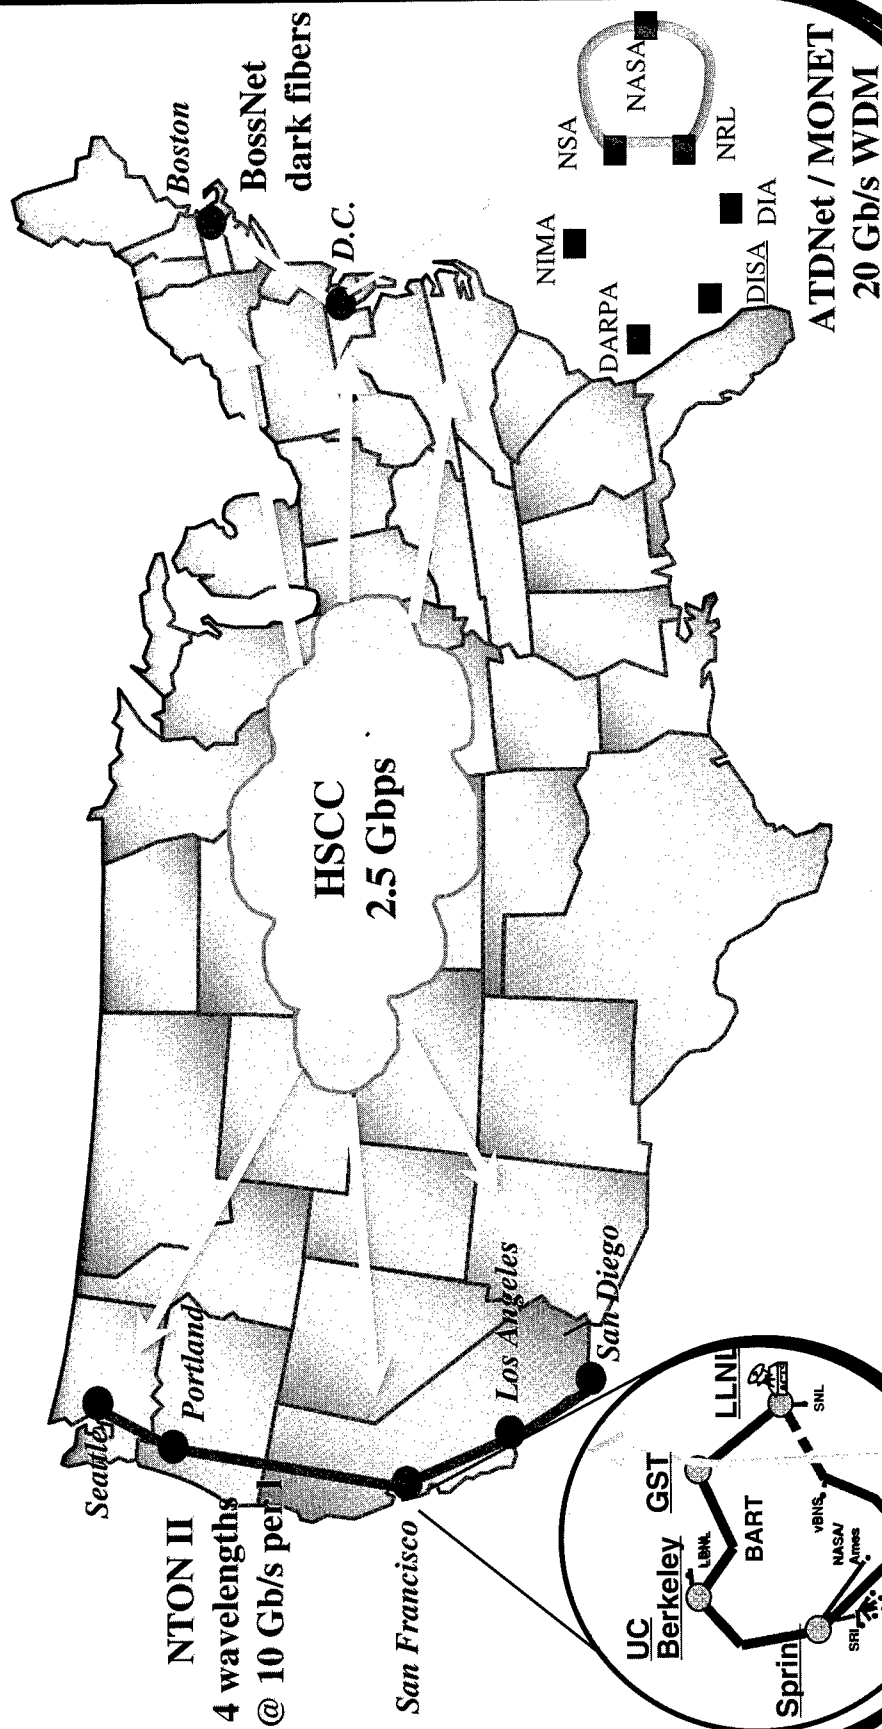 Seattle
Portland
NTON II
4 wavelengths
@ 10 Gb/s per l
San Francisco
Los Angeles
San Diego
HSCC
2.5 Gbps
Boston
BossNet
dark fibers
D.C.
NIMA
NSA
NASA
DARPA
NRL
DISA
DIA
ATDNet / MONET
20 Gb/s WDM
UC
Berkeley
LBNL
GST
LLNL
SNL
BART
vBNS
NASA/
Ames
Sprin
SRI